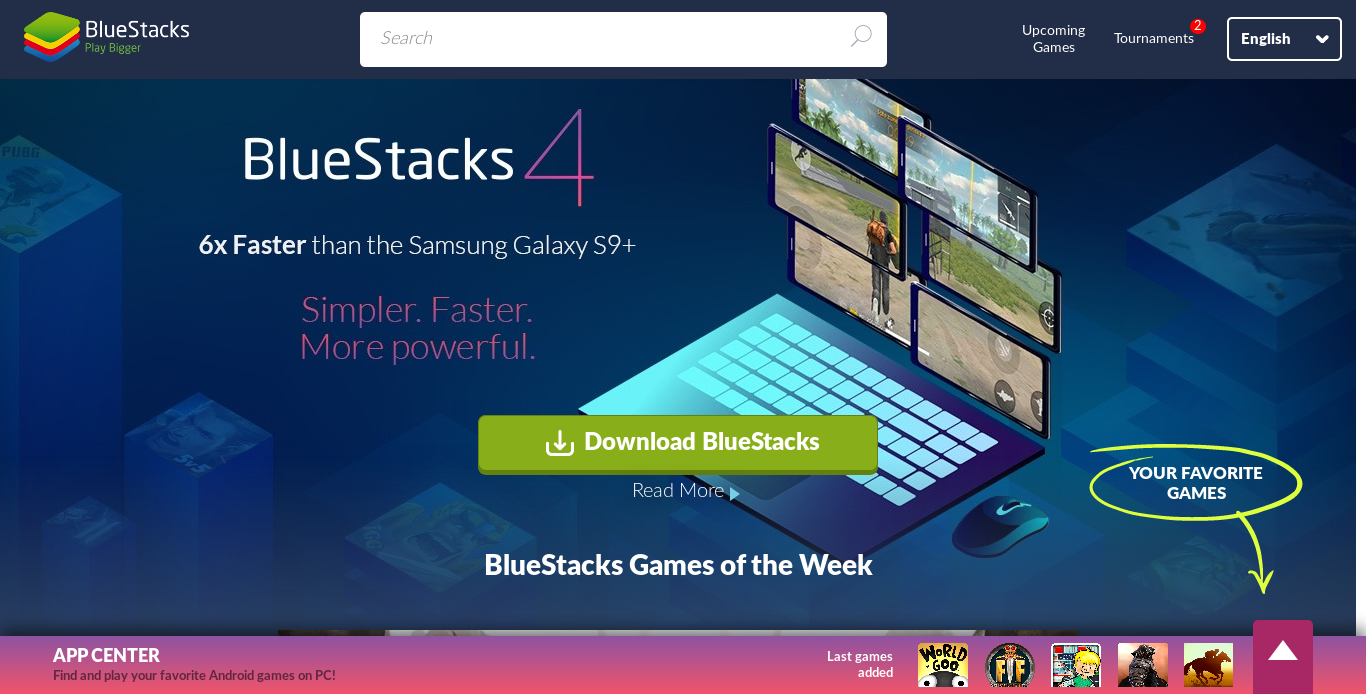 BlueStacks
Play Bigger
Search
Upcoming
Games
Tournaments
2
English
BlueStacks 4
6x Faster than the Samsung Galaxy S9+
Simpler. Faster.
More powerful.
Download BlueStacks
Read More
YOUR FAVORITE
GAMES
BlueStacks Games of the Week
APP CENTER
Find and play your favorite Android games on PC!
Last games
added
WORLD
GOO
PUBG